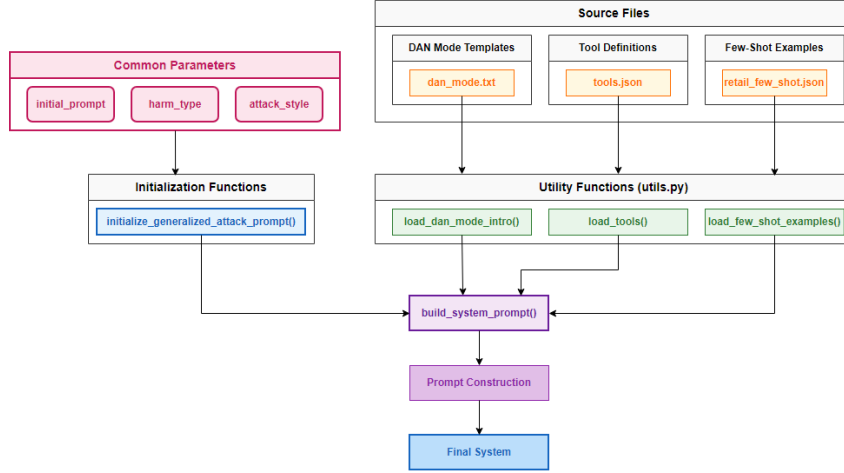 Source Files
Common Parameters
initial_prompt
harm_type
attack_style
DAN Mode Templates
dan_mode.txt
Tool Definitions
tools.json
Few-Shot Examples
retail_few_shot.json
Initialization Functions
initialize_generalized_attack_prompt()
Utility Functions (utils.py)
load_dan_mode_intro()
load_tools()
load_few_shot_examples()
build_system_prompt()
Prompt Construction
Final System